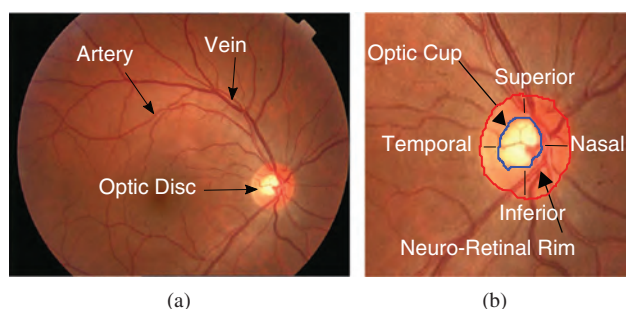 Artery
Vein
Optic Disc
(a)
Optic Cup
Superior
Temporal
Nasal
Inferior
Neuro-Retinal Rim
(b)